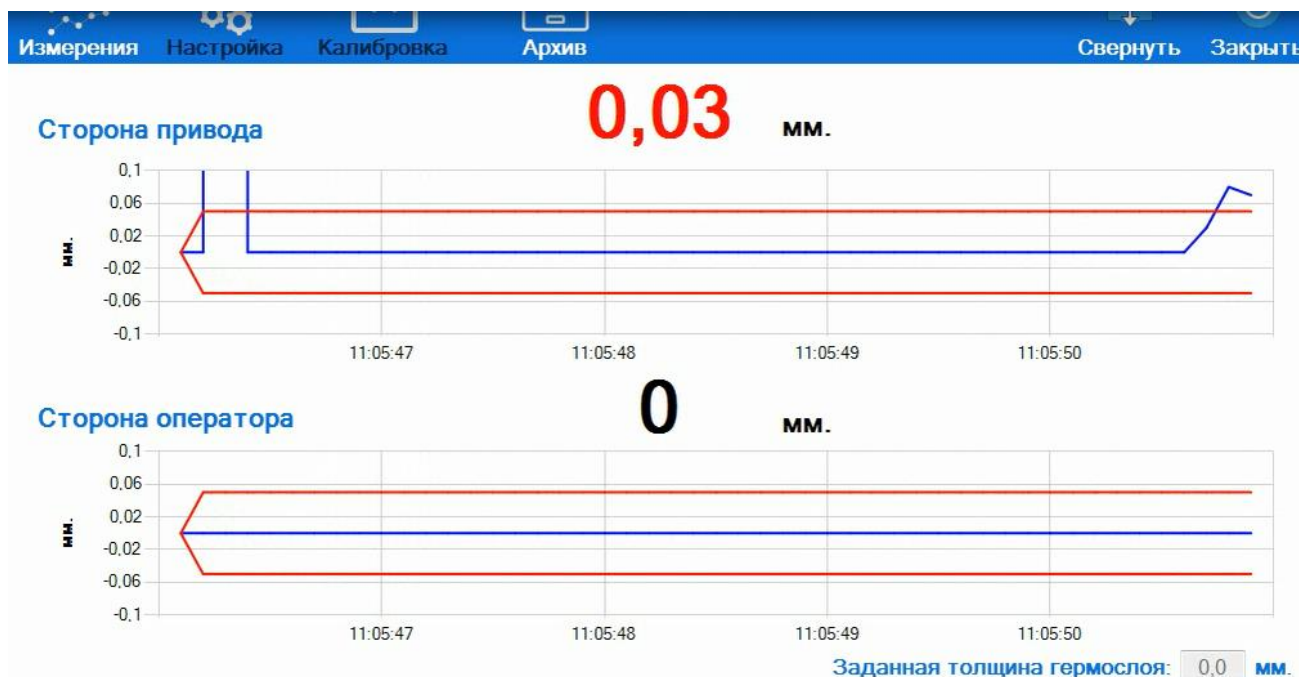 Измерения Настройка Калибровка Архив Свернуть Закрыть
Сторона привода 0,03 мм.
0,1
0,06
0,02
-0,02
-0,06
-0,1
мм.
11:05:47 11:05:48 11:05:49 11:05:50
Сторона оператора 0 мм.
0,1
0,06
0,02
-0,02
-0,06
-0,1
мм.
11:05:47 11:05:48 11:05:49 11:05:50
Заданная толщина гермослоя: 0,0 мм.